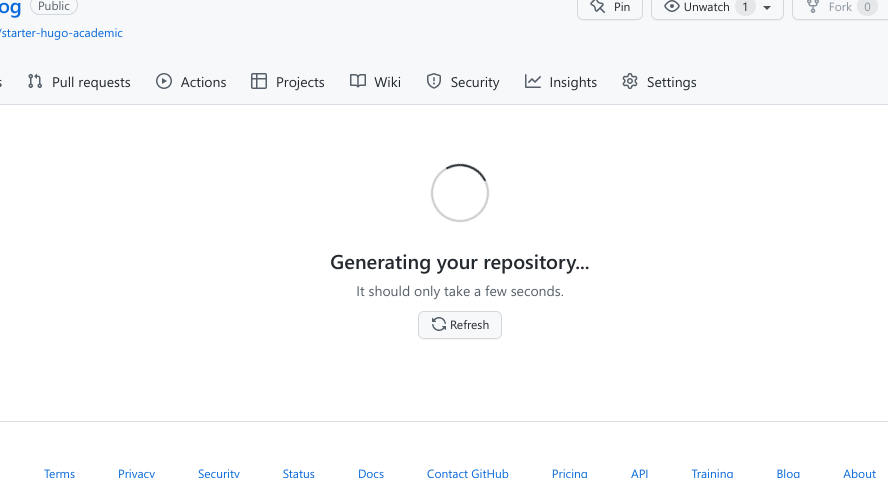 og Public Pin Unwatch 1 Fork 0
/starter-hugo-academic
s Pull requests Actions Projects Wiki Security Insights Settings
Generating your repository...
It should only take a few seconds.
Refresh
Terms Privacy Security Status Docs Contact GitHub Pricing API Training Blog About